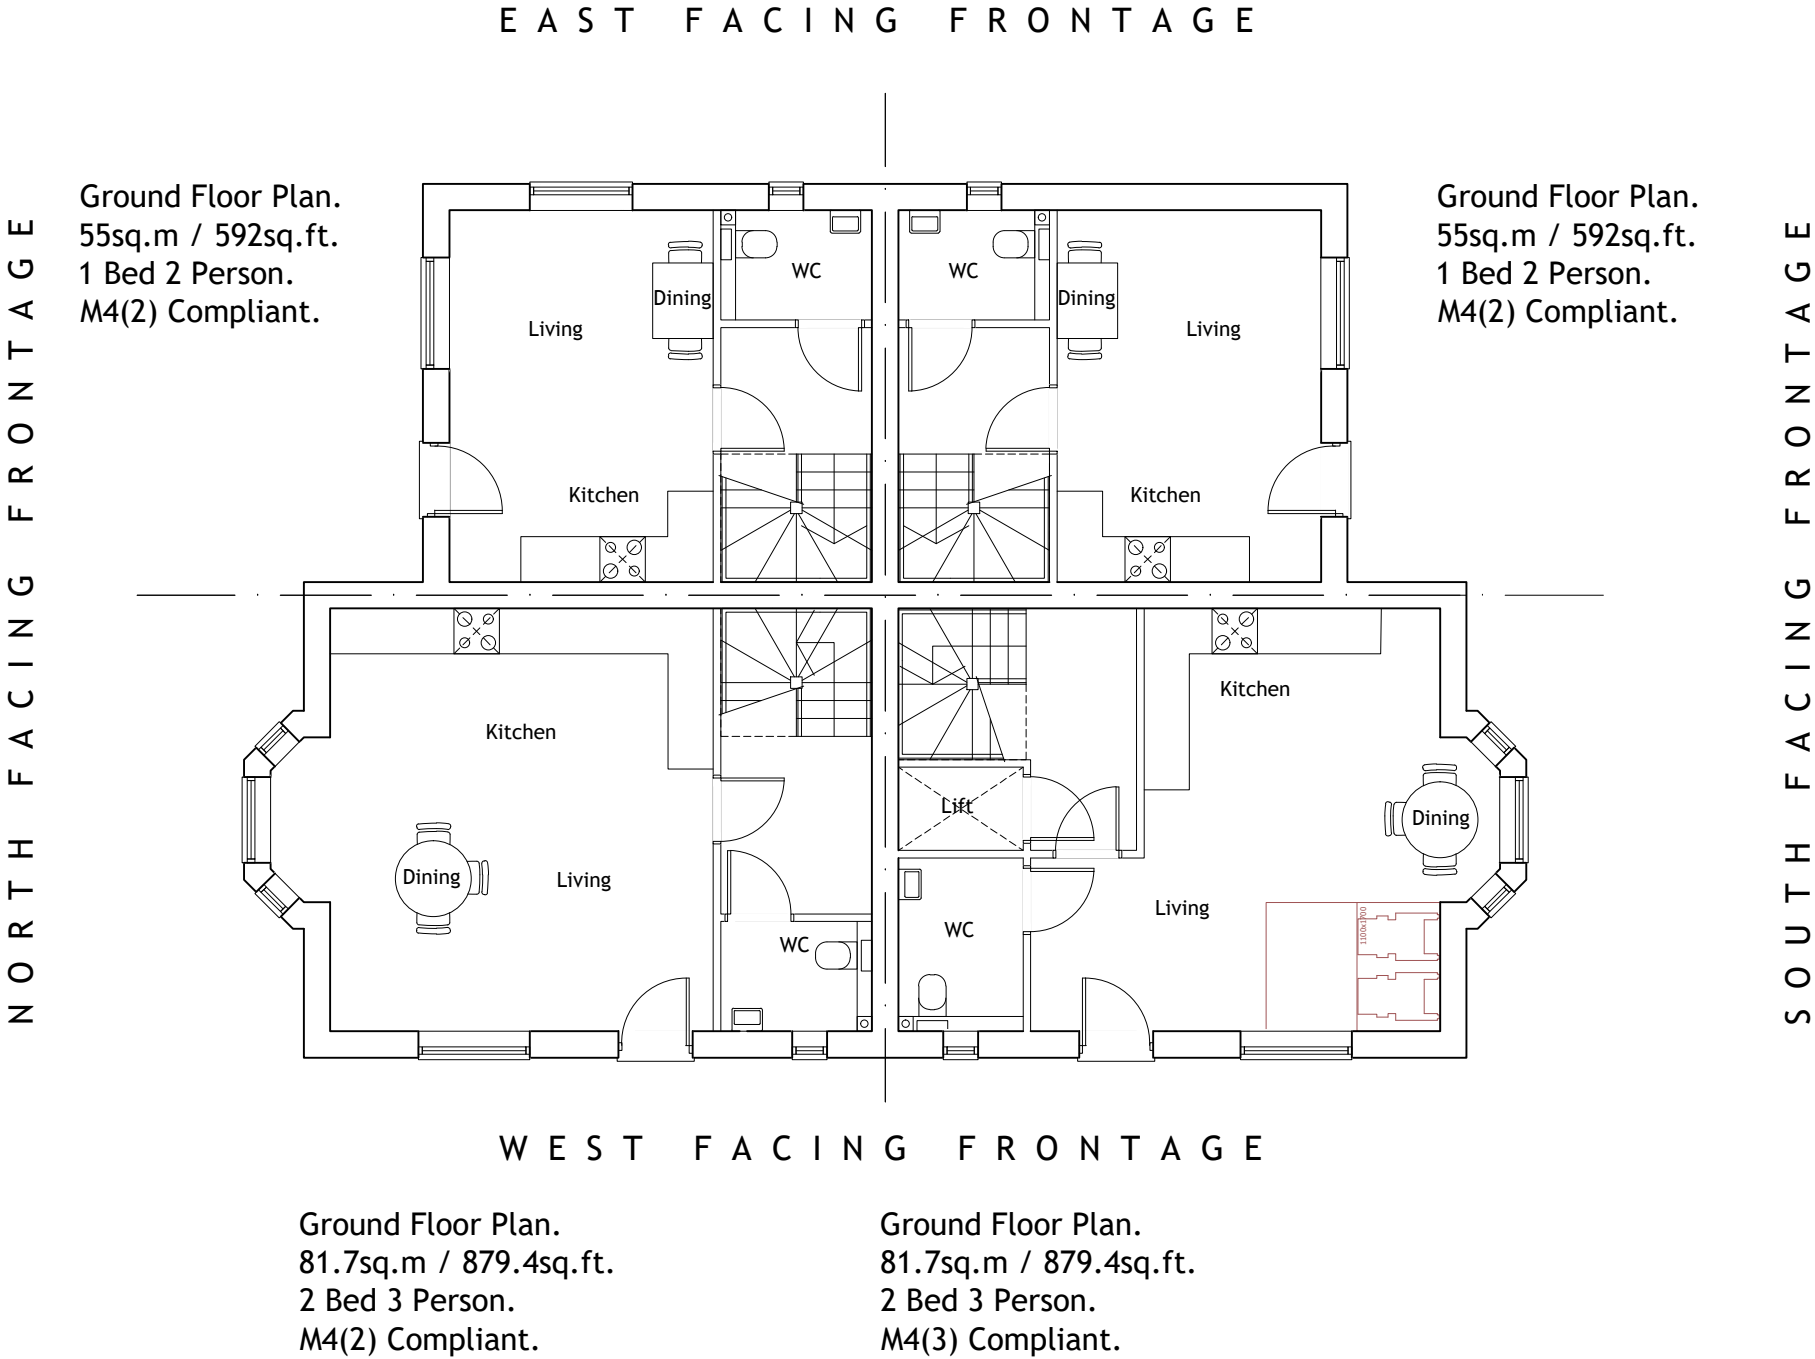 EAST FACING FRONTAGE
Ground Floor Plan.
55sq.m / 592sq.ft.
1 Bed 2 Person.
M4(2) Compliant.
Ground Floor Plan.
55sq.m / 592sq.ft.
1 Bed 2 Person.
M4(2) Compliant.
NORTH FACING FRONTAGE
SOUTH FACING FRONTAGE
WC
WC
Dining
Dining
Living
Living
Kitchen
Kitchen
Kitchen
Kitchen
Lift
Dining
Dining
Living
Living
1100x1700
WC
WC
WEST FACING FRONTAGE
Ground Floor Plan.
81.7sq.m / 879.4sq.ft.
2 Bed 3 Person.
M4(2) Compliant.
Ground Floor Plan.
81.7sq.m / 879.4sq.ft.
2 Bed 3 Person.
M4(3) Compliant.